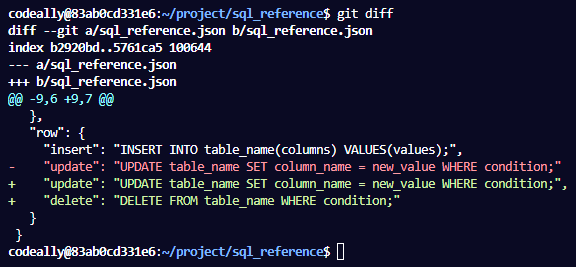 codeally@83ab0cd331e6:~/project/sql_reference$ git diff
diff --git a/sql_reference.json b/sql_reference.json
index b2920bd..5761ca5 100644
--- a/sql_reference.json
+++ b/sql_reference.json
@@ -9,6 +9,7 @@
   },
   "row": {
     "insert": "INSERT INTO table_name(columns) VALUES(values);",
-    "update": "UPDATE table_name SET column_name = new_value WHERE condition;"
+    "update": "UPDATE table_name SET column_name = new_value WHERE condition;",
+    "delete": "DELETE FROM table_name WHERE condition;"
   }
 }
codeally@83ab0cd331e6:~/project/sql_reference$